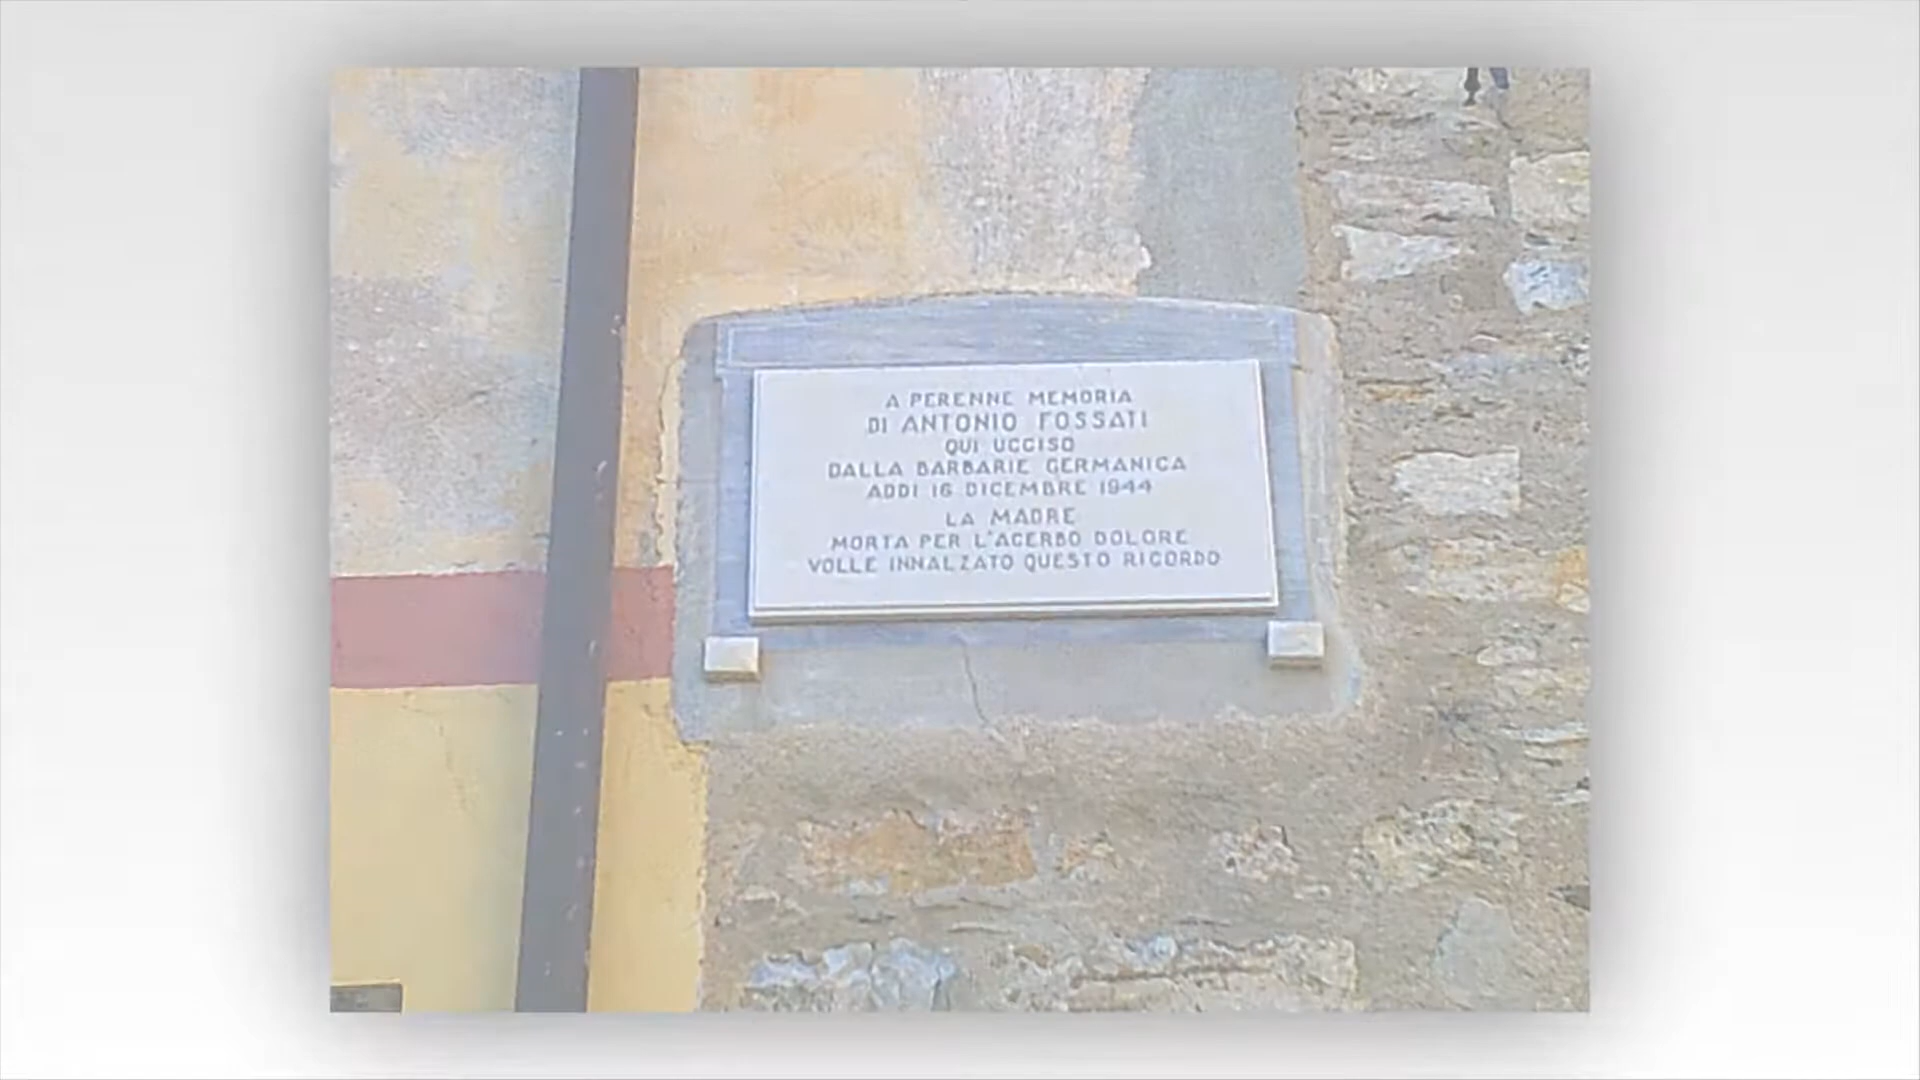 A PERENNE MEMORIA
DI ANTONIO FOSSATI
QUI UCCISO
DALLA BARBARIE GERMANICA
ADDI 16 DICEMBRE 1944
LA MADRE
MORTA PER L'ACERBO DOLORE
VOLLE INNALZATO QUESTO RICORDO